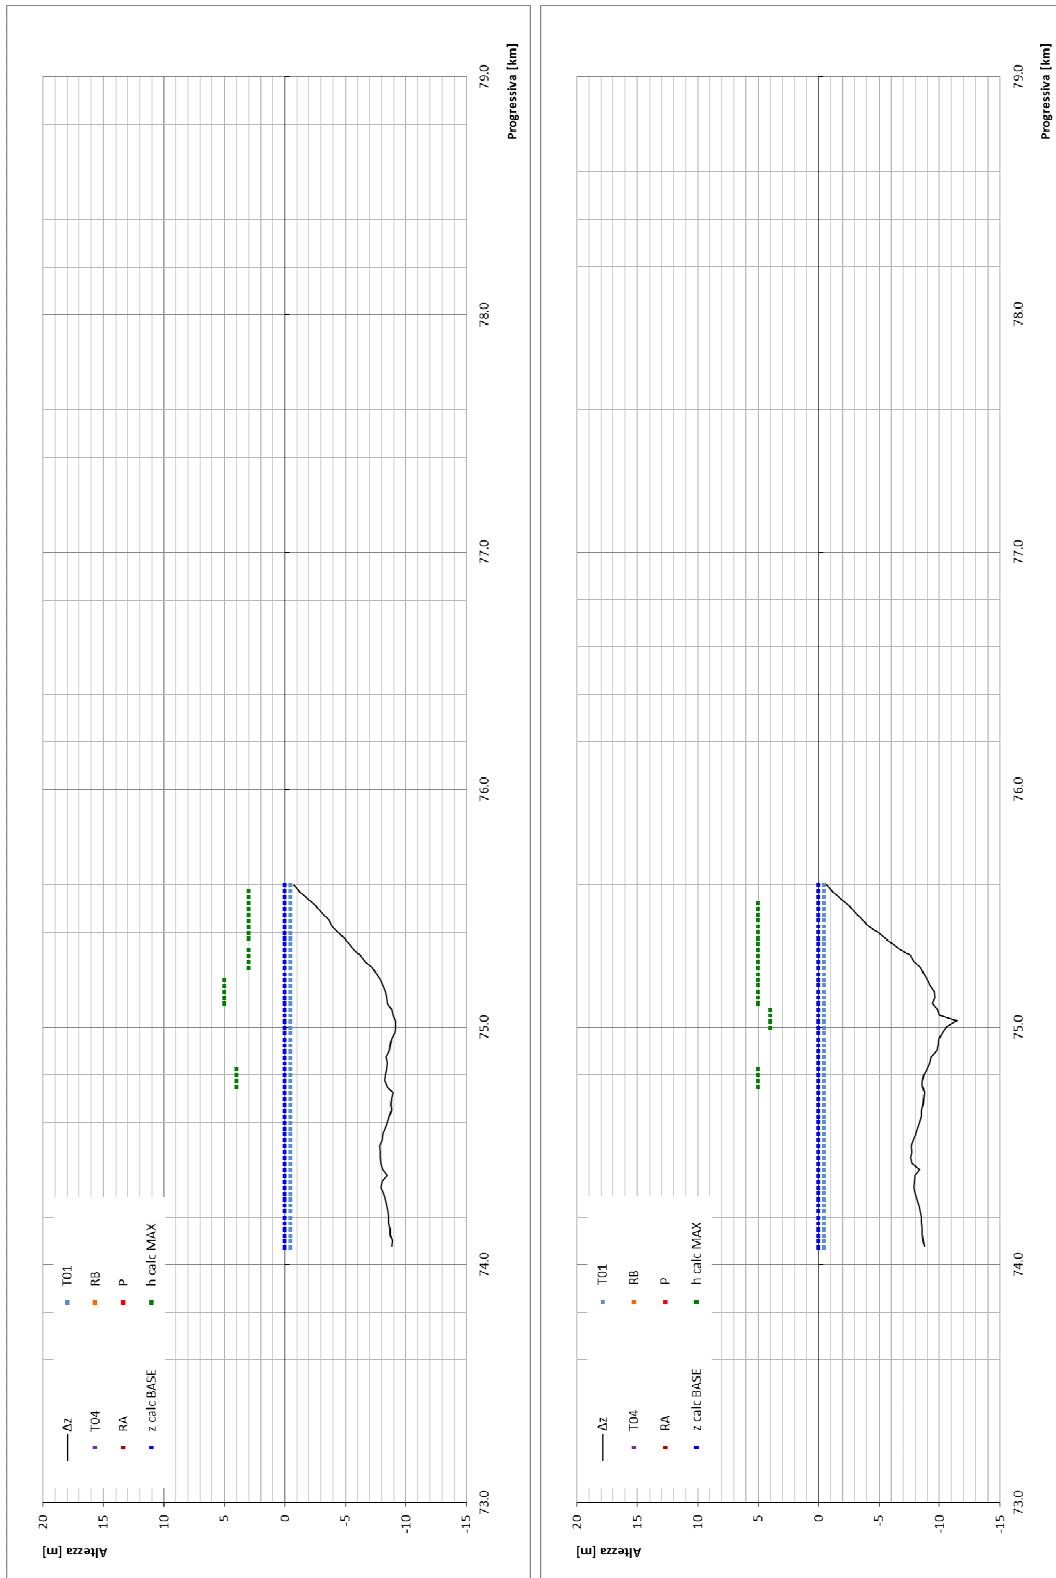 Altezza [m]
20
15
10
5
0
-5
-10
-15
73.0
74.0
75.0
76.0
77.0
78.0
79.0
Progressiva [km]
Δz
T01
T04
RB
RA
P
z calc BASE
h calc MAX
Altezza [m]
20
15
10
5
0
-5
-10
-15
73.0
74.0
75.0
76.0
77.0
78.0
79.0
Progressiva [km]
Δz
T01
T04
RB
RA
P
z calc BASE
h calc MAX